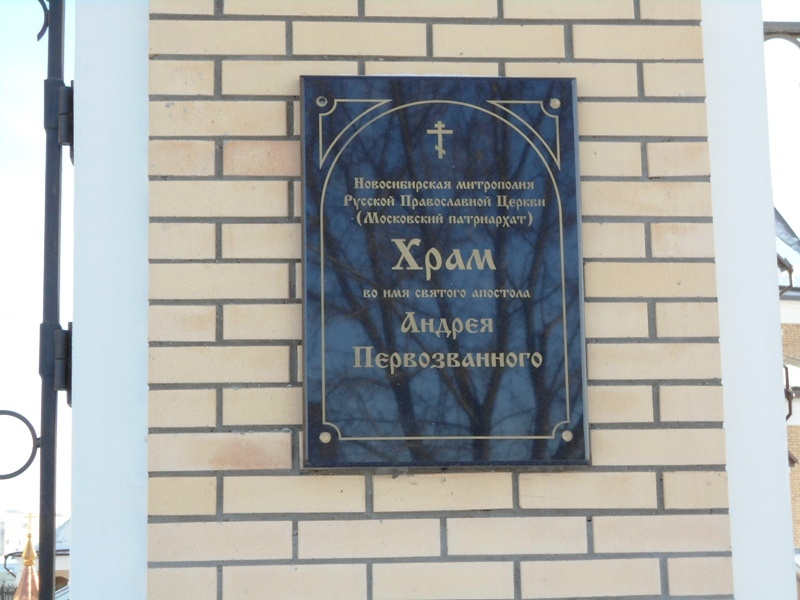 Новосибирская митрополия
Русской Православной Церкви
(Московский патриархат)
Храм
во имя святого апостола
Андрея
Первозванного